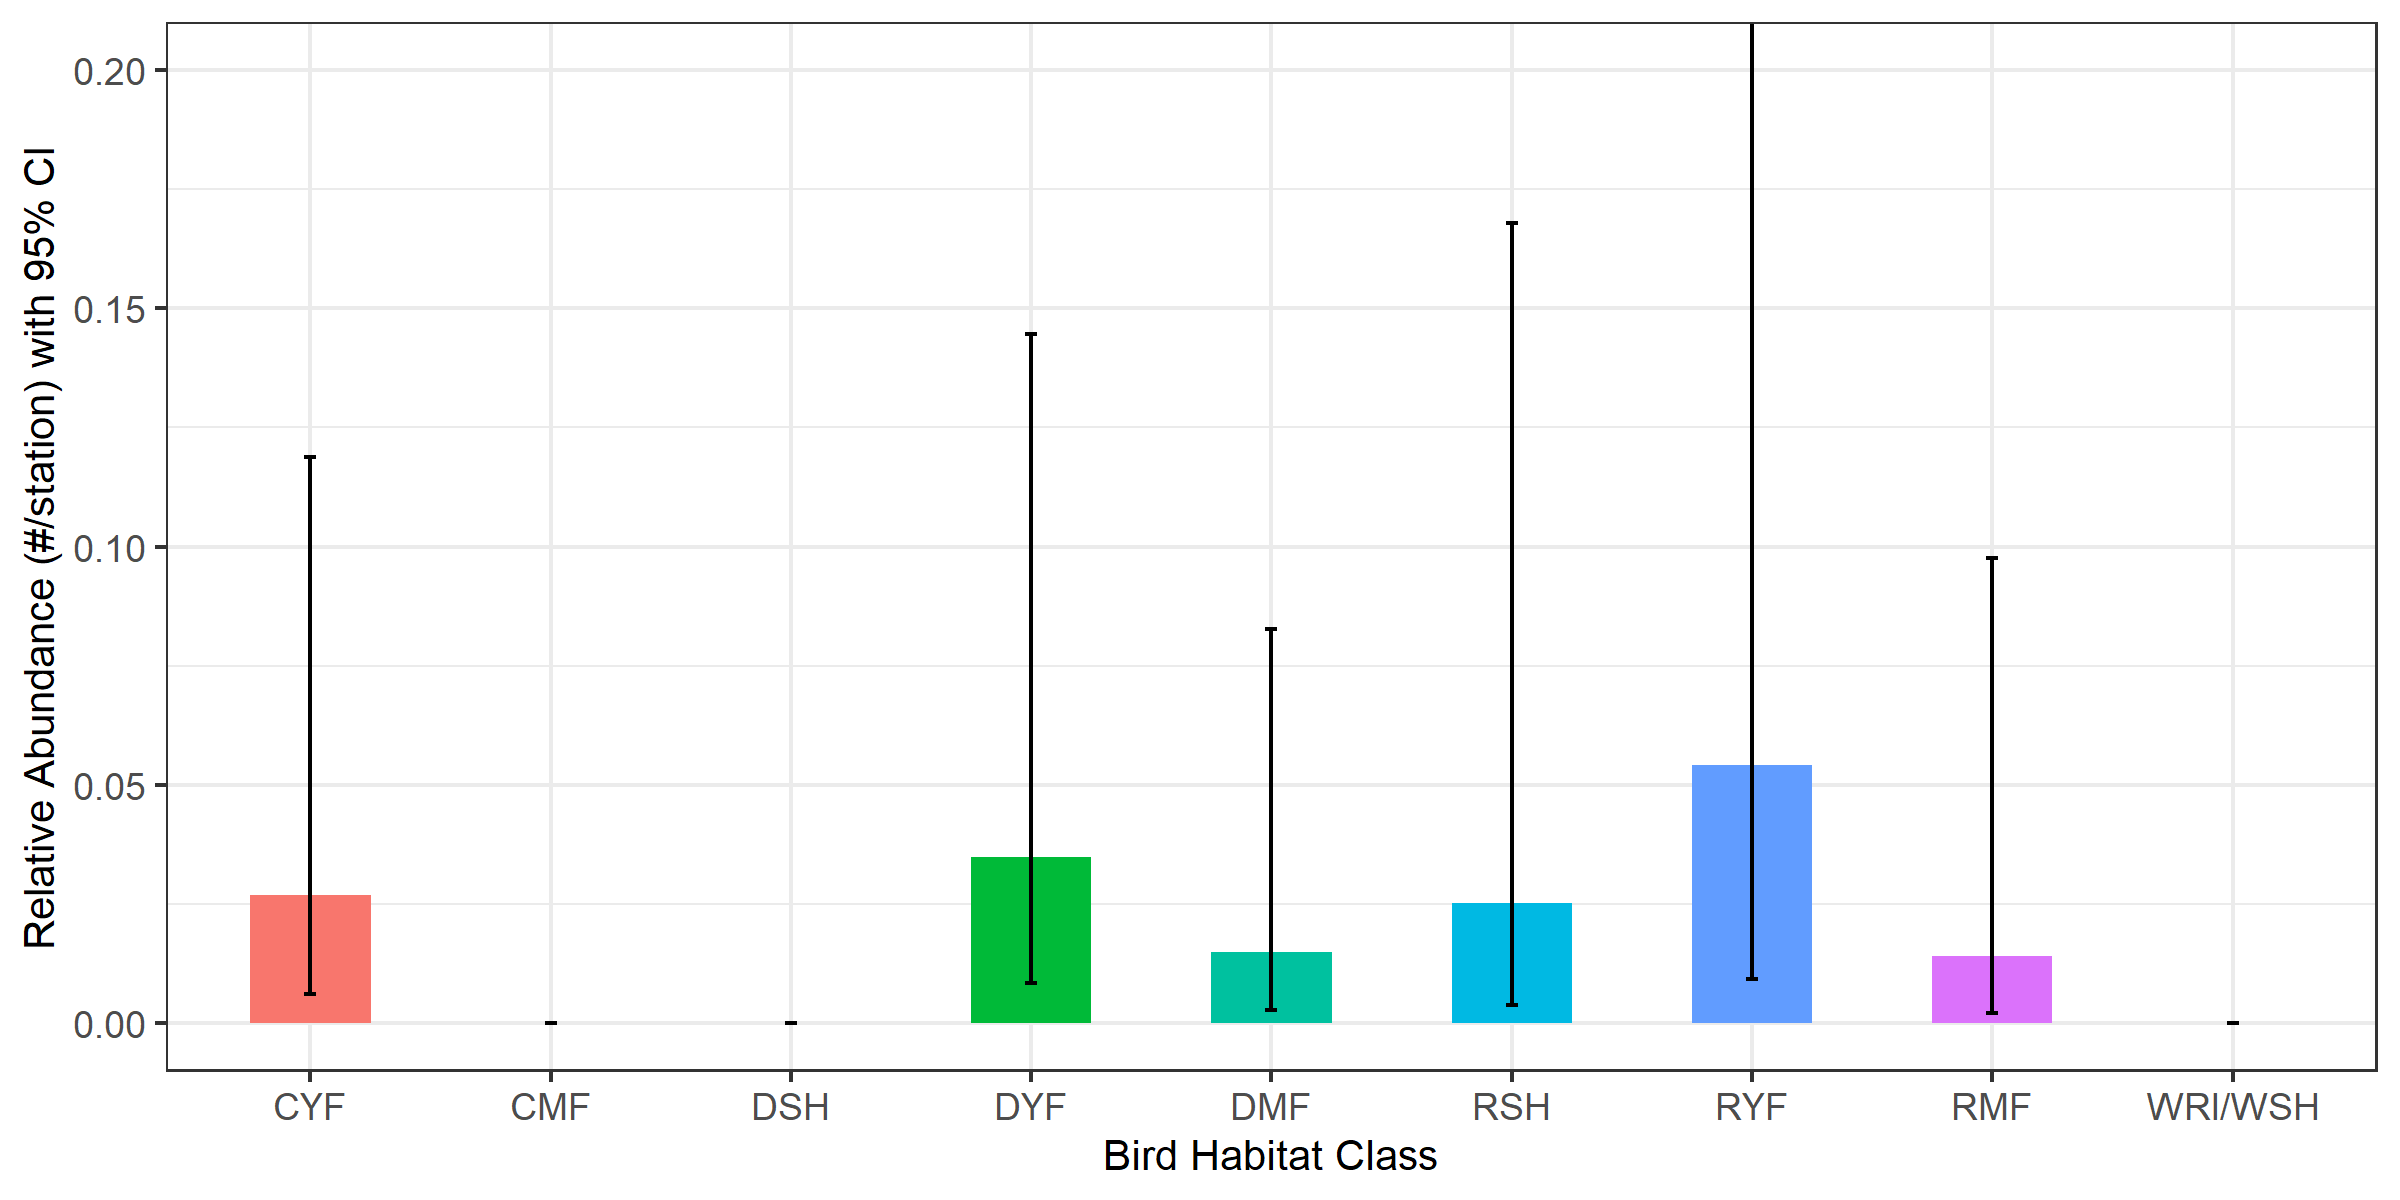 Relative Abundance (#/station) with 95% CI
0.20
0.15
0.10
0.05
0.00
CYF CMF DSH DYF DMF RSH RYF RMF WRI/WSH
Bird Habitat Class